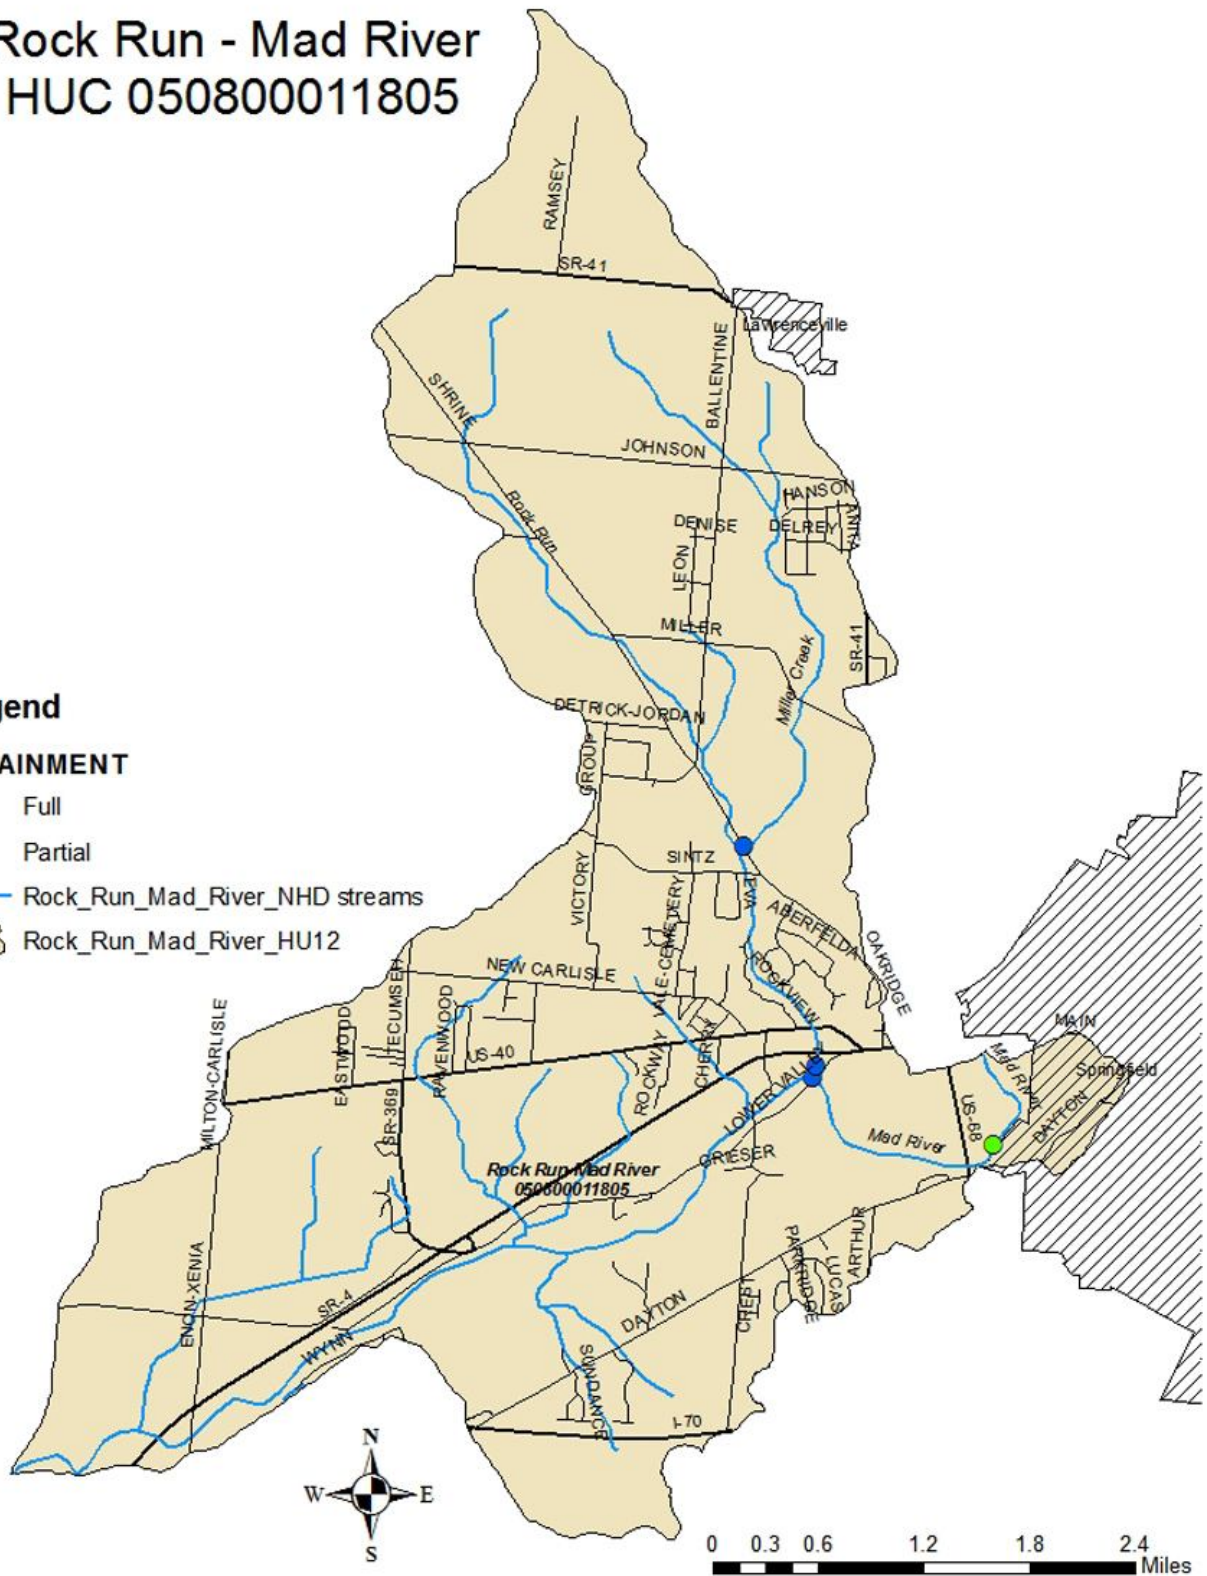 Rock Run - Mad River
HUC 050800011805
RAMSEY
SR-41
Lawrenceville
BALLENTINE
SHRINE
JOHNSON
HANSON
Rock Run
DENISE
DELREY
ANITA
LEON
MILLER
Miller Creek
SR-41
gend
AINMENT
Full
Partial
Rock_Run_Mad_River_NHD streams
Rock_Run_Mad_River_HU12
DETRICK-JORDAN
GROUP
SINTZ
VICTORY
EVA
ABERFELDA
OAKRIDGE
VALE-CEMETERY
NEW CARLISLE
ROCKVIEW
TECUMSEH
MILTON-CARLISLE
EASTWOOD
RAVENWOOD
US-40
ROCKWAY
CHERRY
MAIN
Mad River
Springfield
SR-369
LOWER VALLEY
US-68
DAYTON
Mad River
GRIESER
Rock Run-Mad River
050800011805
ENON-XENIA
SR-4
WYNN
PARTRIDGE
LUCAS
ARTHUR
CREST
DAYTON
SUNDANCE
I-70
N
W
E
S
0 0.3 0.6 1.2 1.8 2.4
Miles